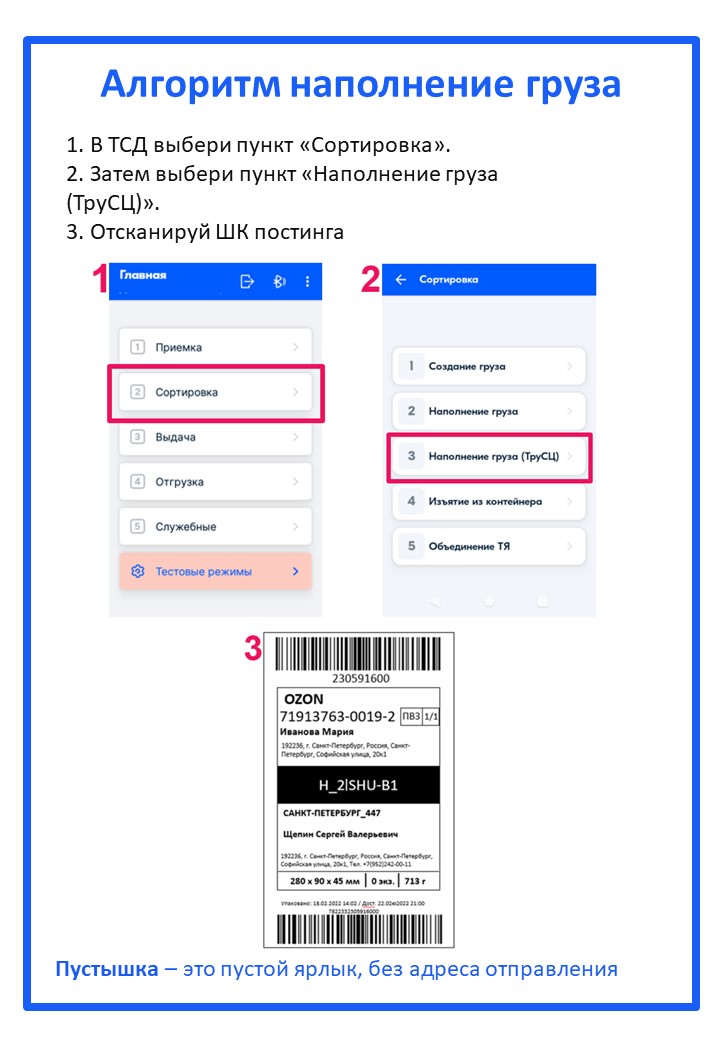 Алгоритм наполнение груза
1. В ТСД выбери пункт «Сортировка».
2. Затем выбери пункт «Наполнение груза
(ТруСЦ)».
3. Отсканируй ШК постинга
1
Главная
1 Приемка
2 Сортировка
3 Выдача
4 Отгрузка
5 Служебные
Тестовые режимы
2
Сортировка
1 Создание груза
2 Наполнение груза
3 Наполнение груза (ТруСЦ)
4 Изъятие из контейнера
5 Объединение ТЯ
3
230591600
OZON
71913763-0019-2 ПВЗ 1/1
Иванова Мария
192236, г. Санкт-Петербург, Россия, Санкт-
Петербург, Софийская улица, 20к1
H_2|SHU-B1
САНКТ-ПЕТЕРБУРГ_447
Щепин Сергей Валерьевич
192236, г. Санкт-Петербург, Россия, Санкт-Петербург,
Софийская улица, 20к1, Тел. +7(952)242-00-11
280 x 90 x 45 мм | 0 экз. | 713 г
Упаковано: 18.02.2022 14:02 / Дост. 22.02ю2022 21:00
7822332305916000
Пустышка – это пустой ярлык, без адреса отправления